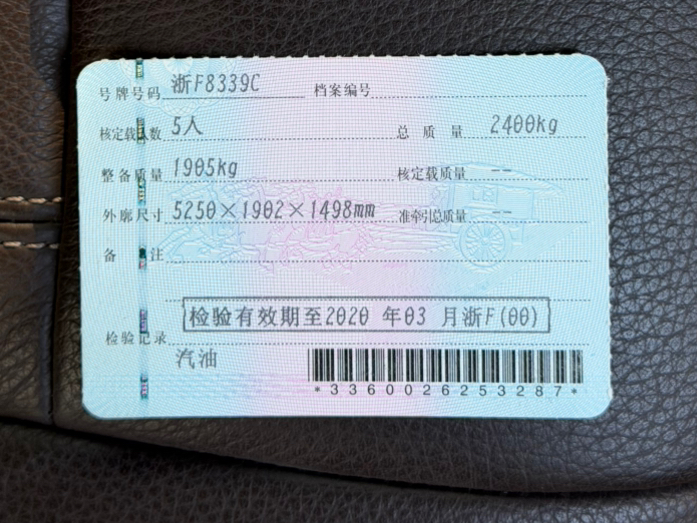 号牌号码 浙F8339C 档案编号
核定载人数 5人 总质量 2400kg
整备质量 1905kg 核定载质量 --
外廓尺寸 5250×1902×1498mm 准牵引总质量 --
备注
检验有效期至2020年03月浙F(00)
检验记录
汽油
*3360026253287*